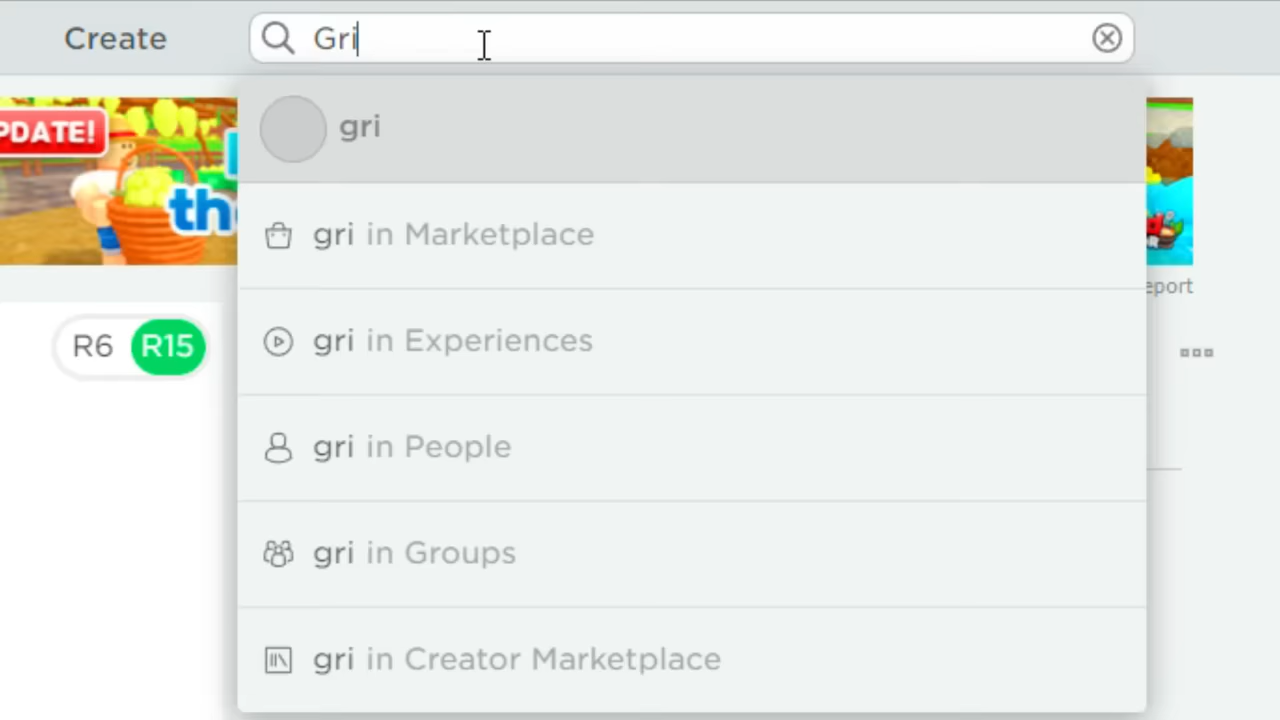 Create
Gri
PDATE!
th
gri
gri in Marketplace
gri in Experiences
gri in People
gri in Groups
gri in Creator Marketplace
eport
R6
R15